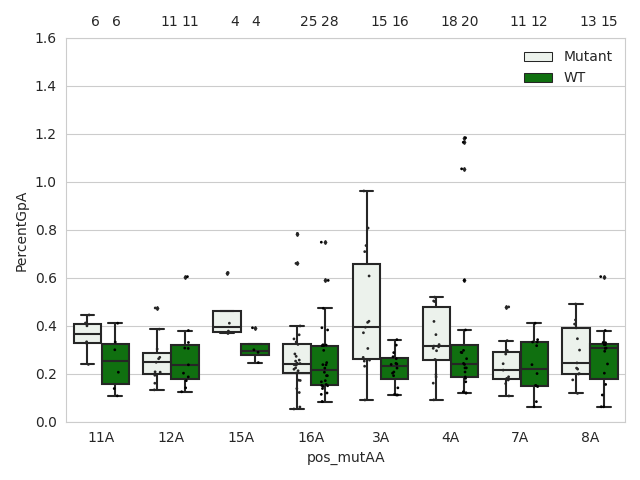 6 6 11 11 4 4 25 28 15 16 18 20 11 12 13 15
1.6
1.4
1.2
1.0
0.8
0.6
0.4
0.2
0.0
PercentGpA
Mutant
WT
11A 12A 15A 16A 3A 4A 7A 8A
pos_mutAA